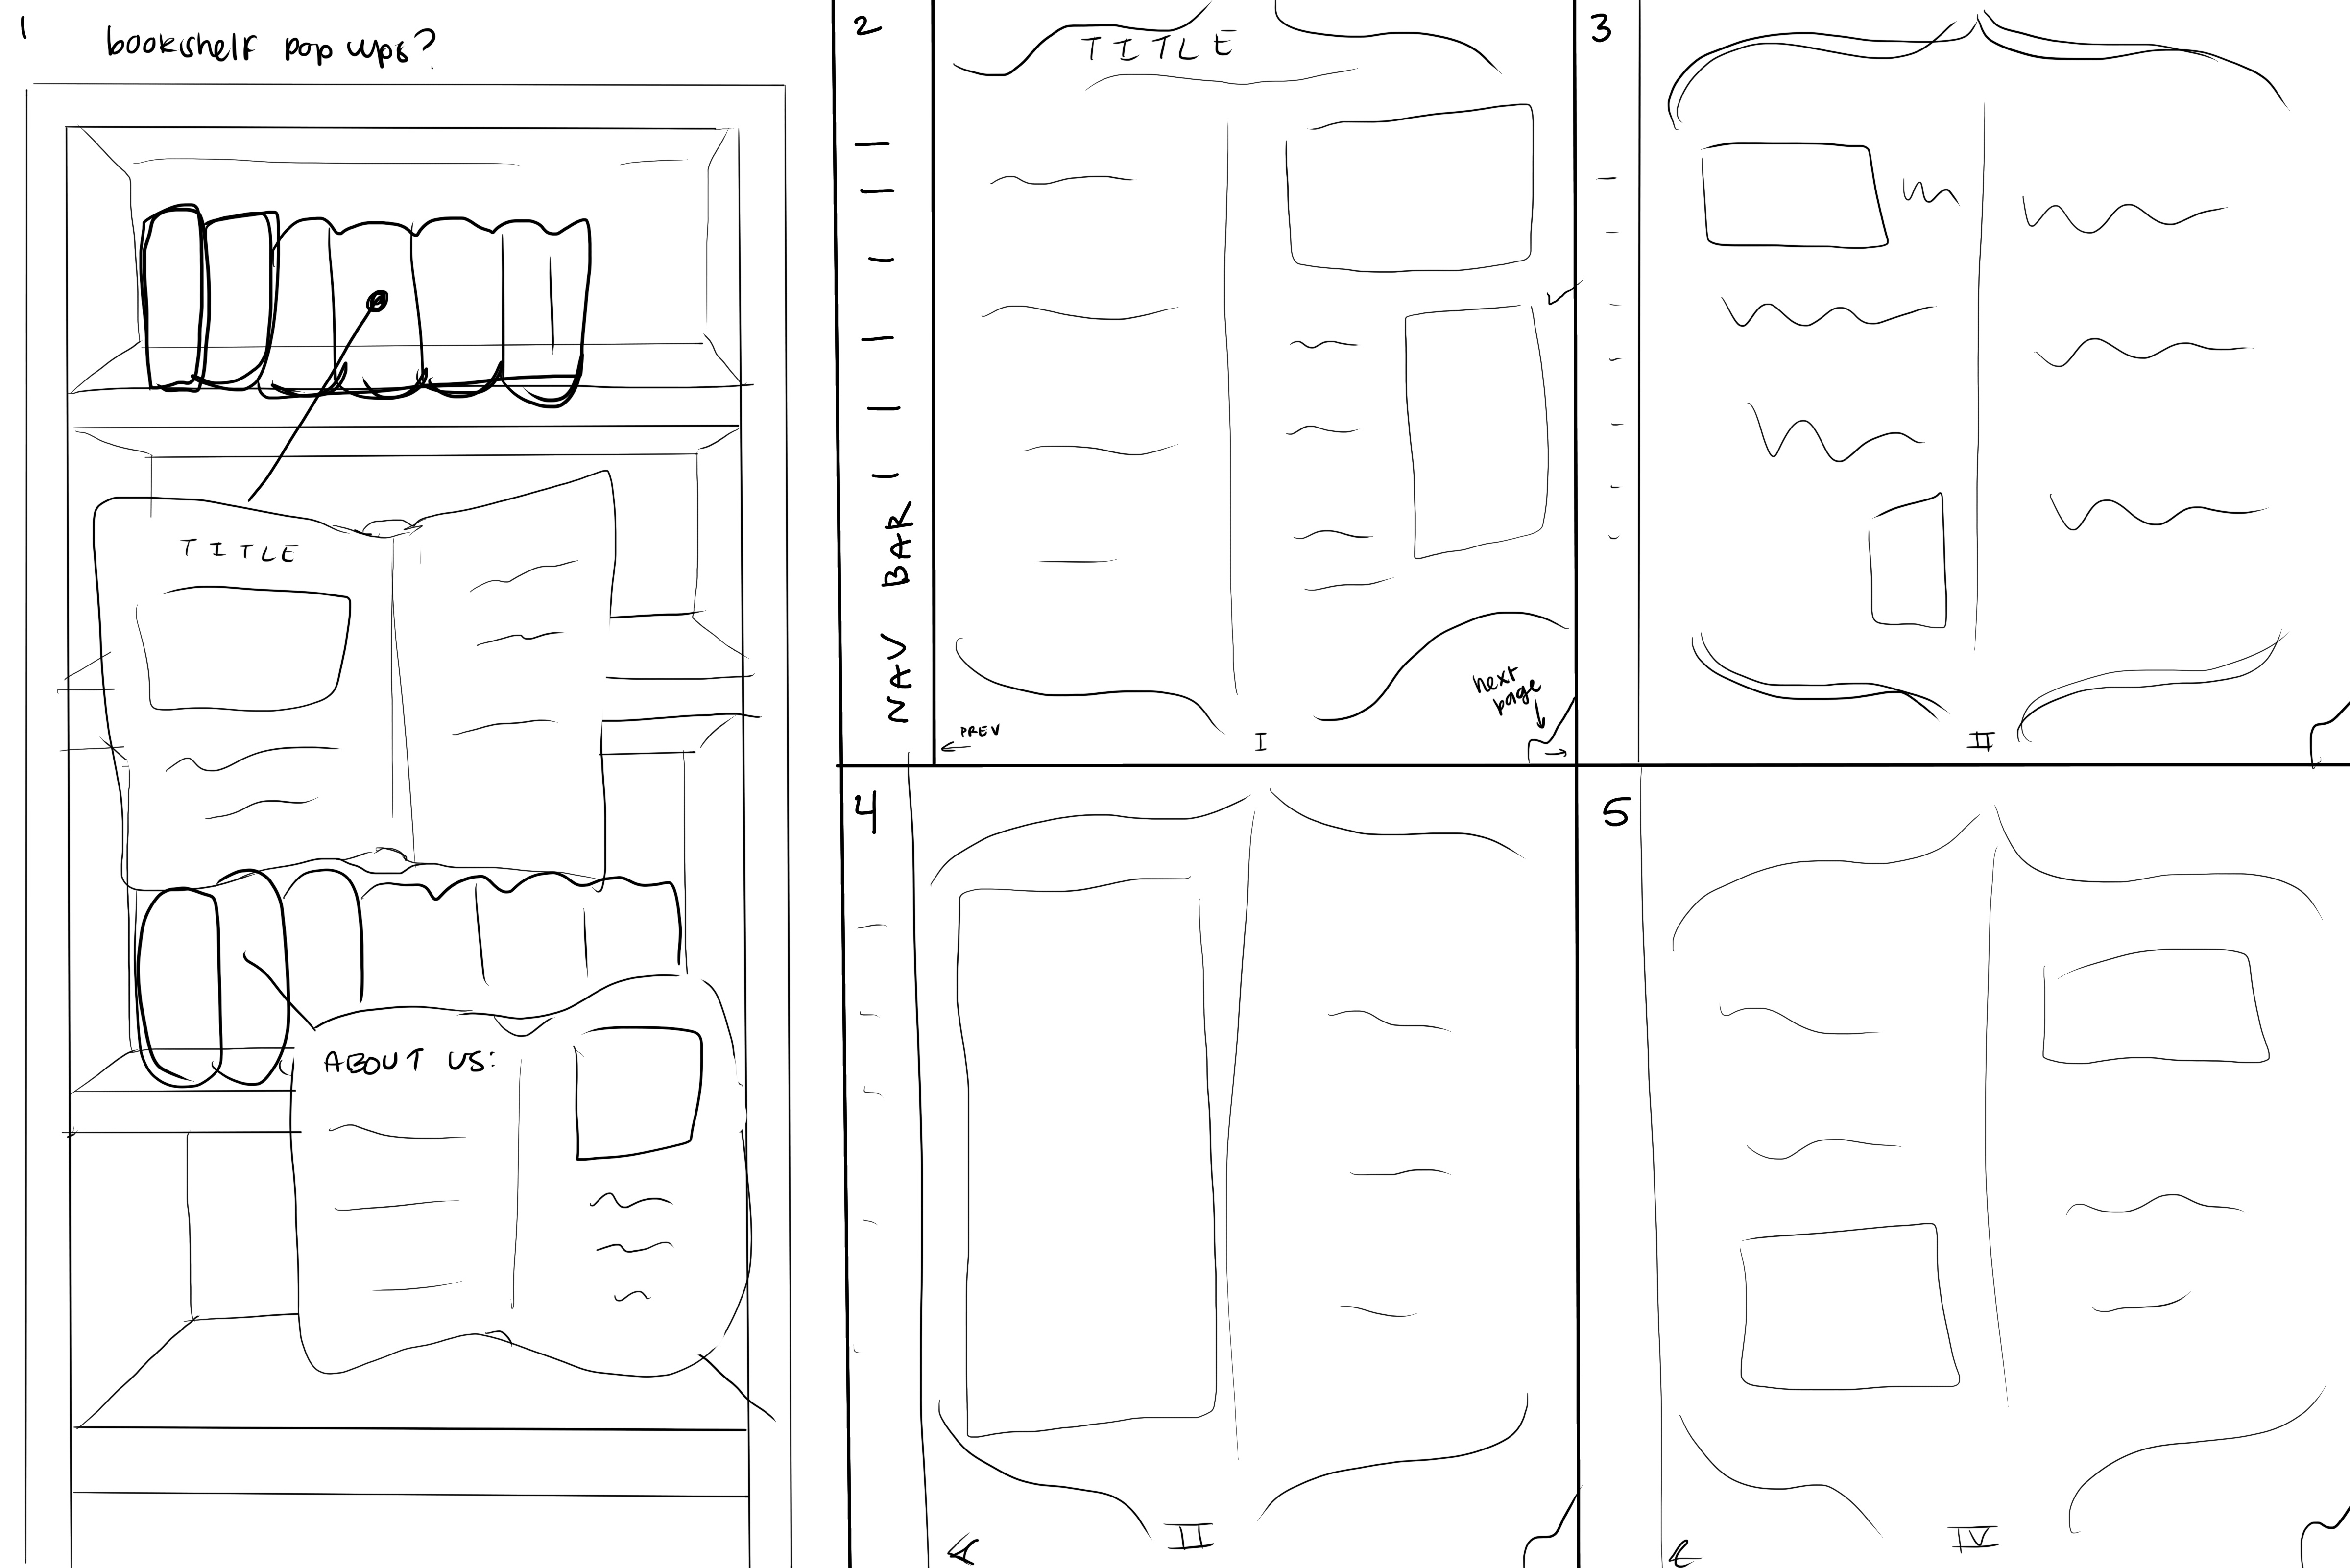 1
bookshelf pop ups?
TITLE
ABOUT US:
2
TITLE
NAV BAR
next
page
← PREV
I
→
3
II
4
II
←
5
IV
←